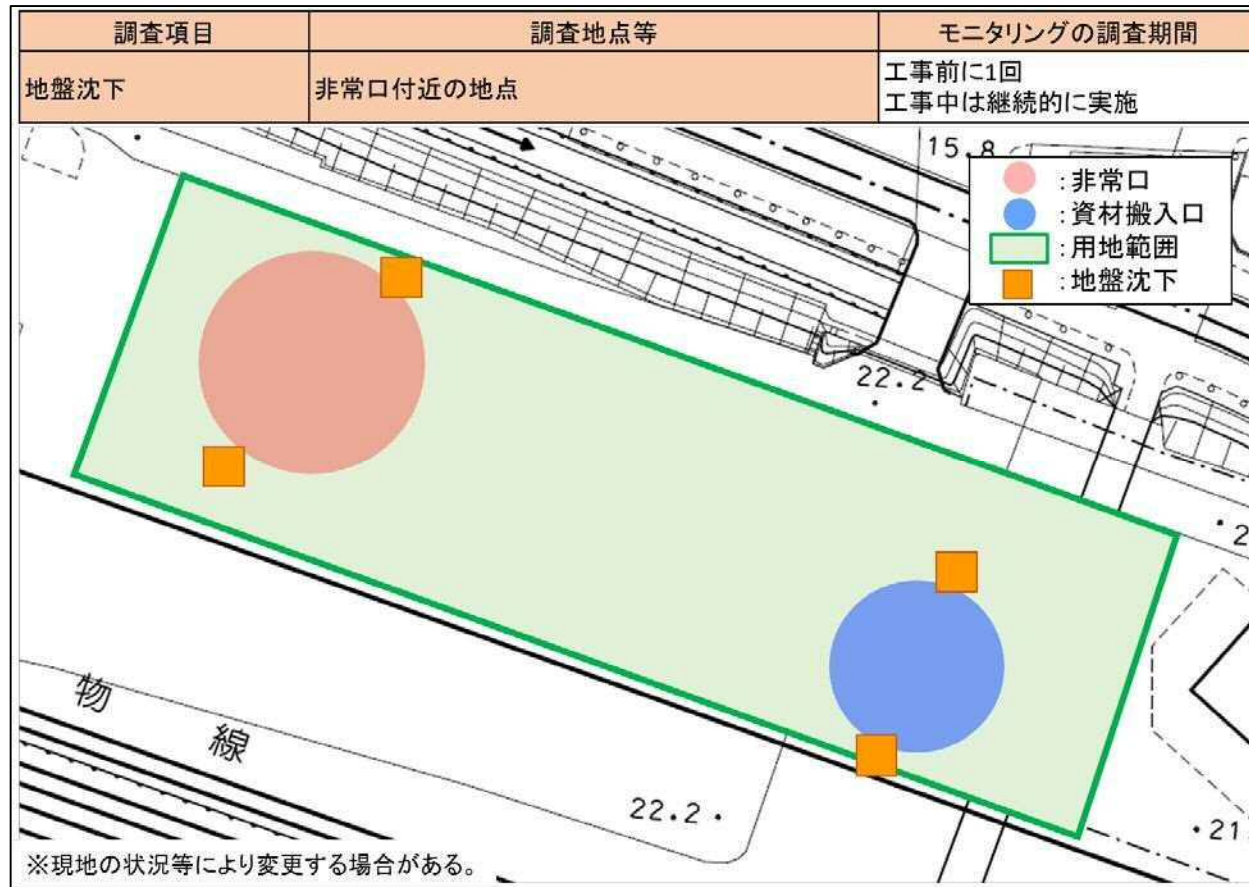 調査項目
調査地点等
モニタリングの調査期間
地盤沈下
非常口付近の地点
工事前に1回
工事中は継続的に実施
15.8
:非常口
:資材搬入口
:用地範囲
:地盤沈下
22.2
2
物線
22.2
21.
※現地の状況等により変更する場合がある。